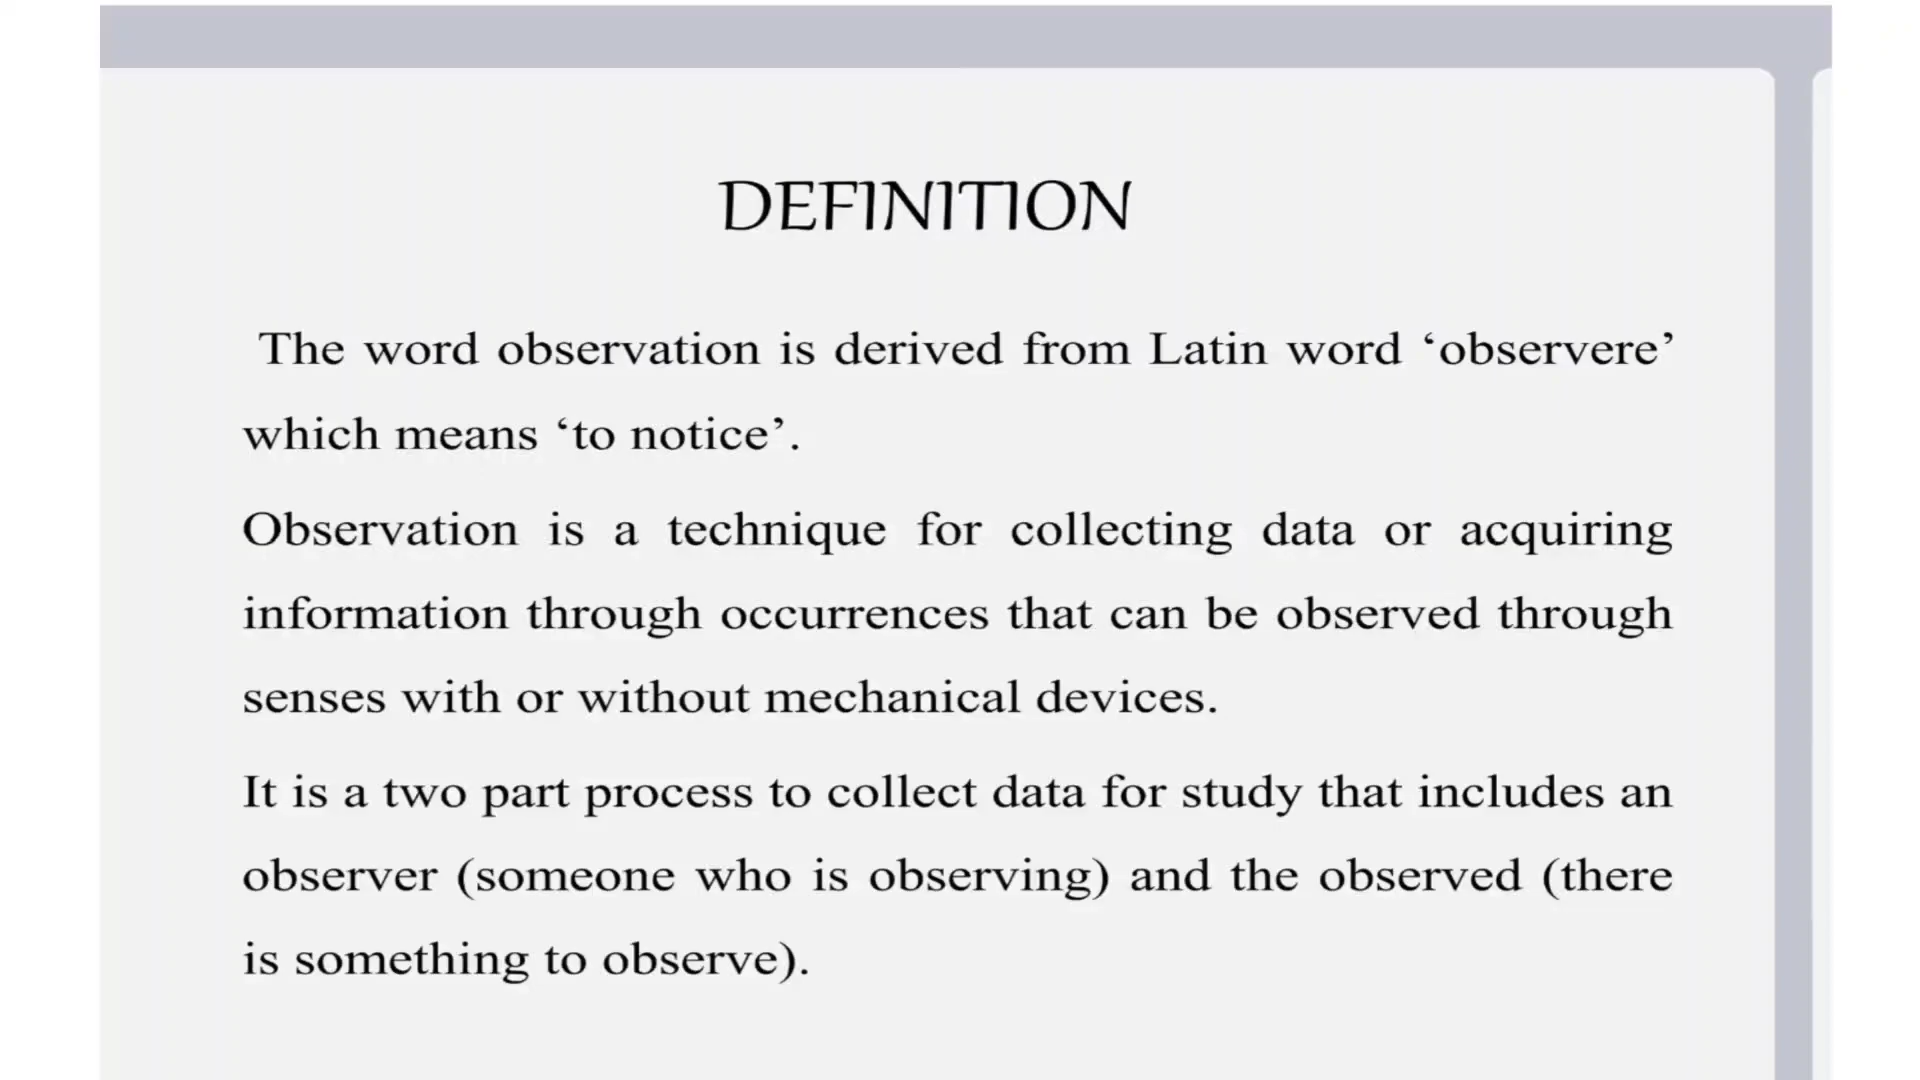 DEFINITION
The word observation is derived from Latin word ‘observere’
which means ‘to notice’.
Observation is a technique for collecting data or acquiring
information through occurrences that can be observed through
senses with or without mechanical devices.
It is a two part process to collect data for study that includes an
observer (someone who is observing) and the observed (there
is something to observe).